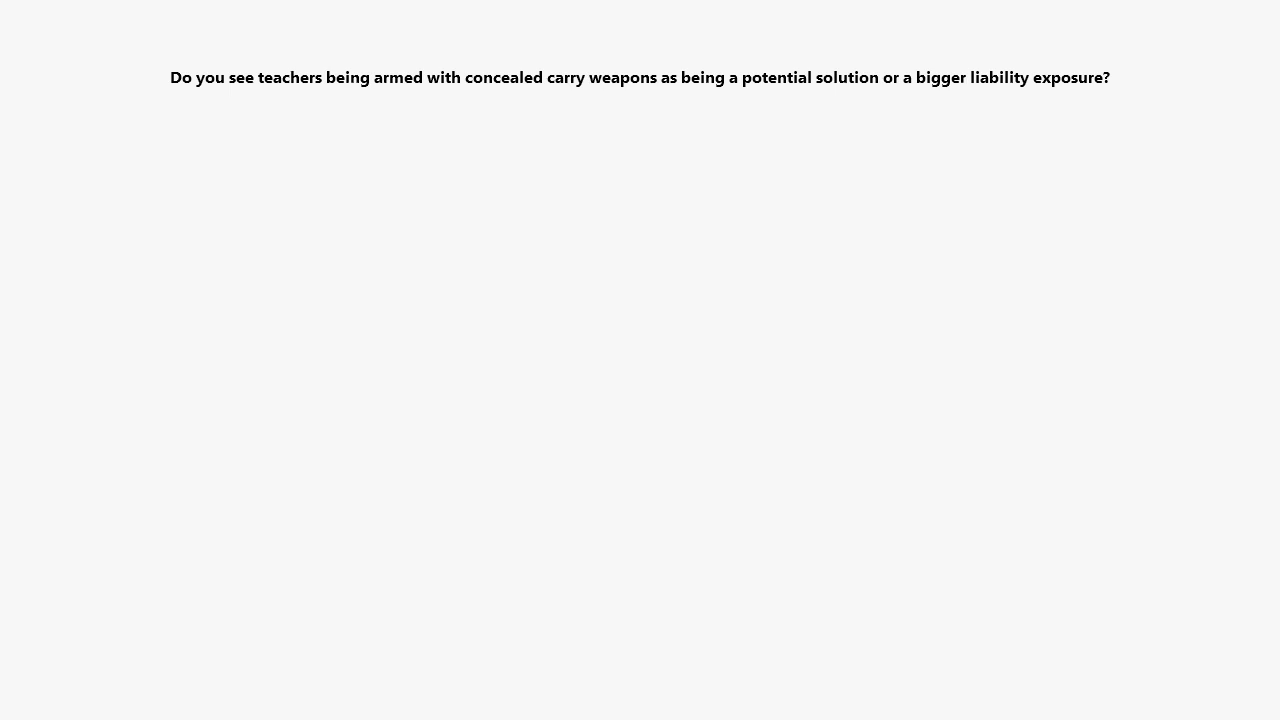 Do you see teachers being armed with concealed carry weapons as being a potential solution or a bigger liability exposure?